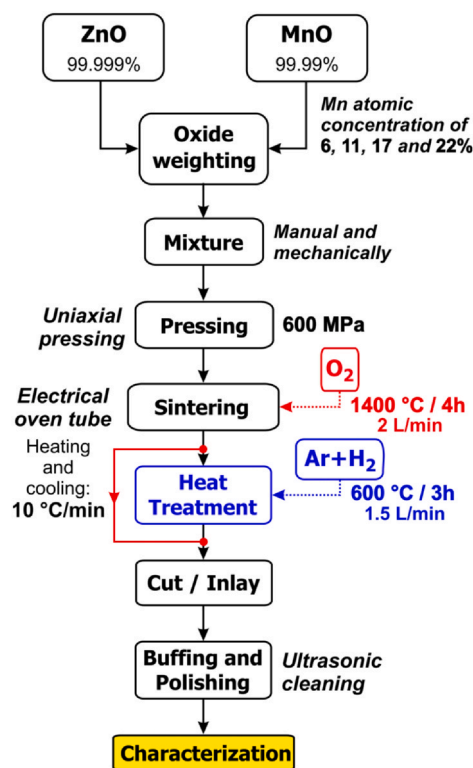 ZnO
99.999%
MnO
99.99%
Mn atomic
concentration of
6, 11, 17 and 22%
Oxide
weighting
Mixture
Manual and
mechanically
Uniaxial
pressing
Pressing
600 MPa
O₂
Electrical
oven tube
Sintering
1400 °C / 4h
2 L/min
Heating
and
cooling:
10 °C/min
Ar+H₂
Heat
Treatment
600 °C / 3h
1.5 L/min
Cut / Inlay
Buffing and
Polishing
Ultrasonic
cleaning
Characterization